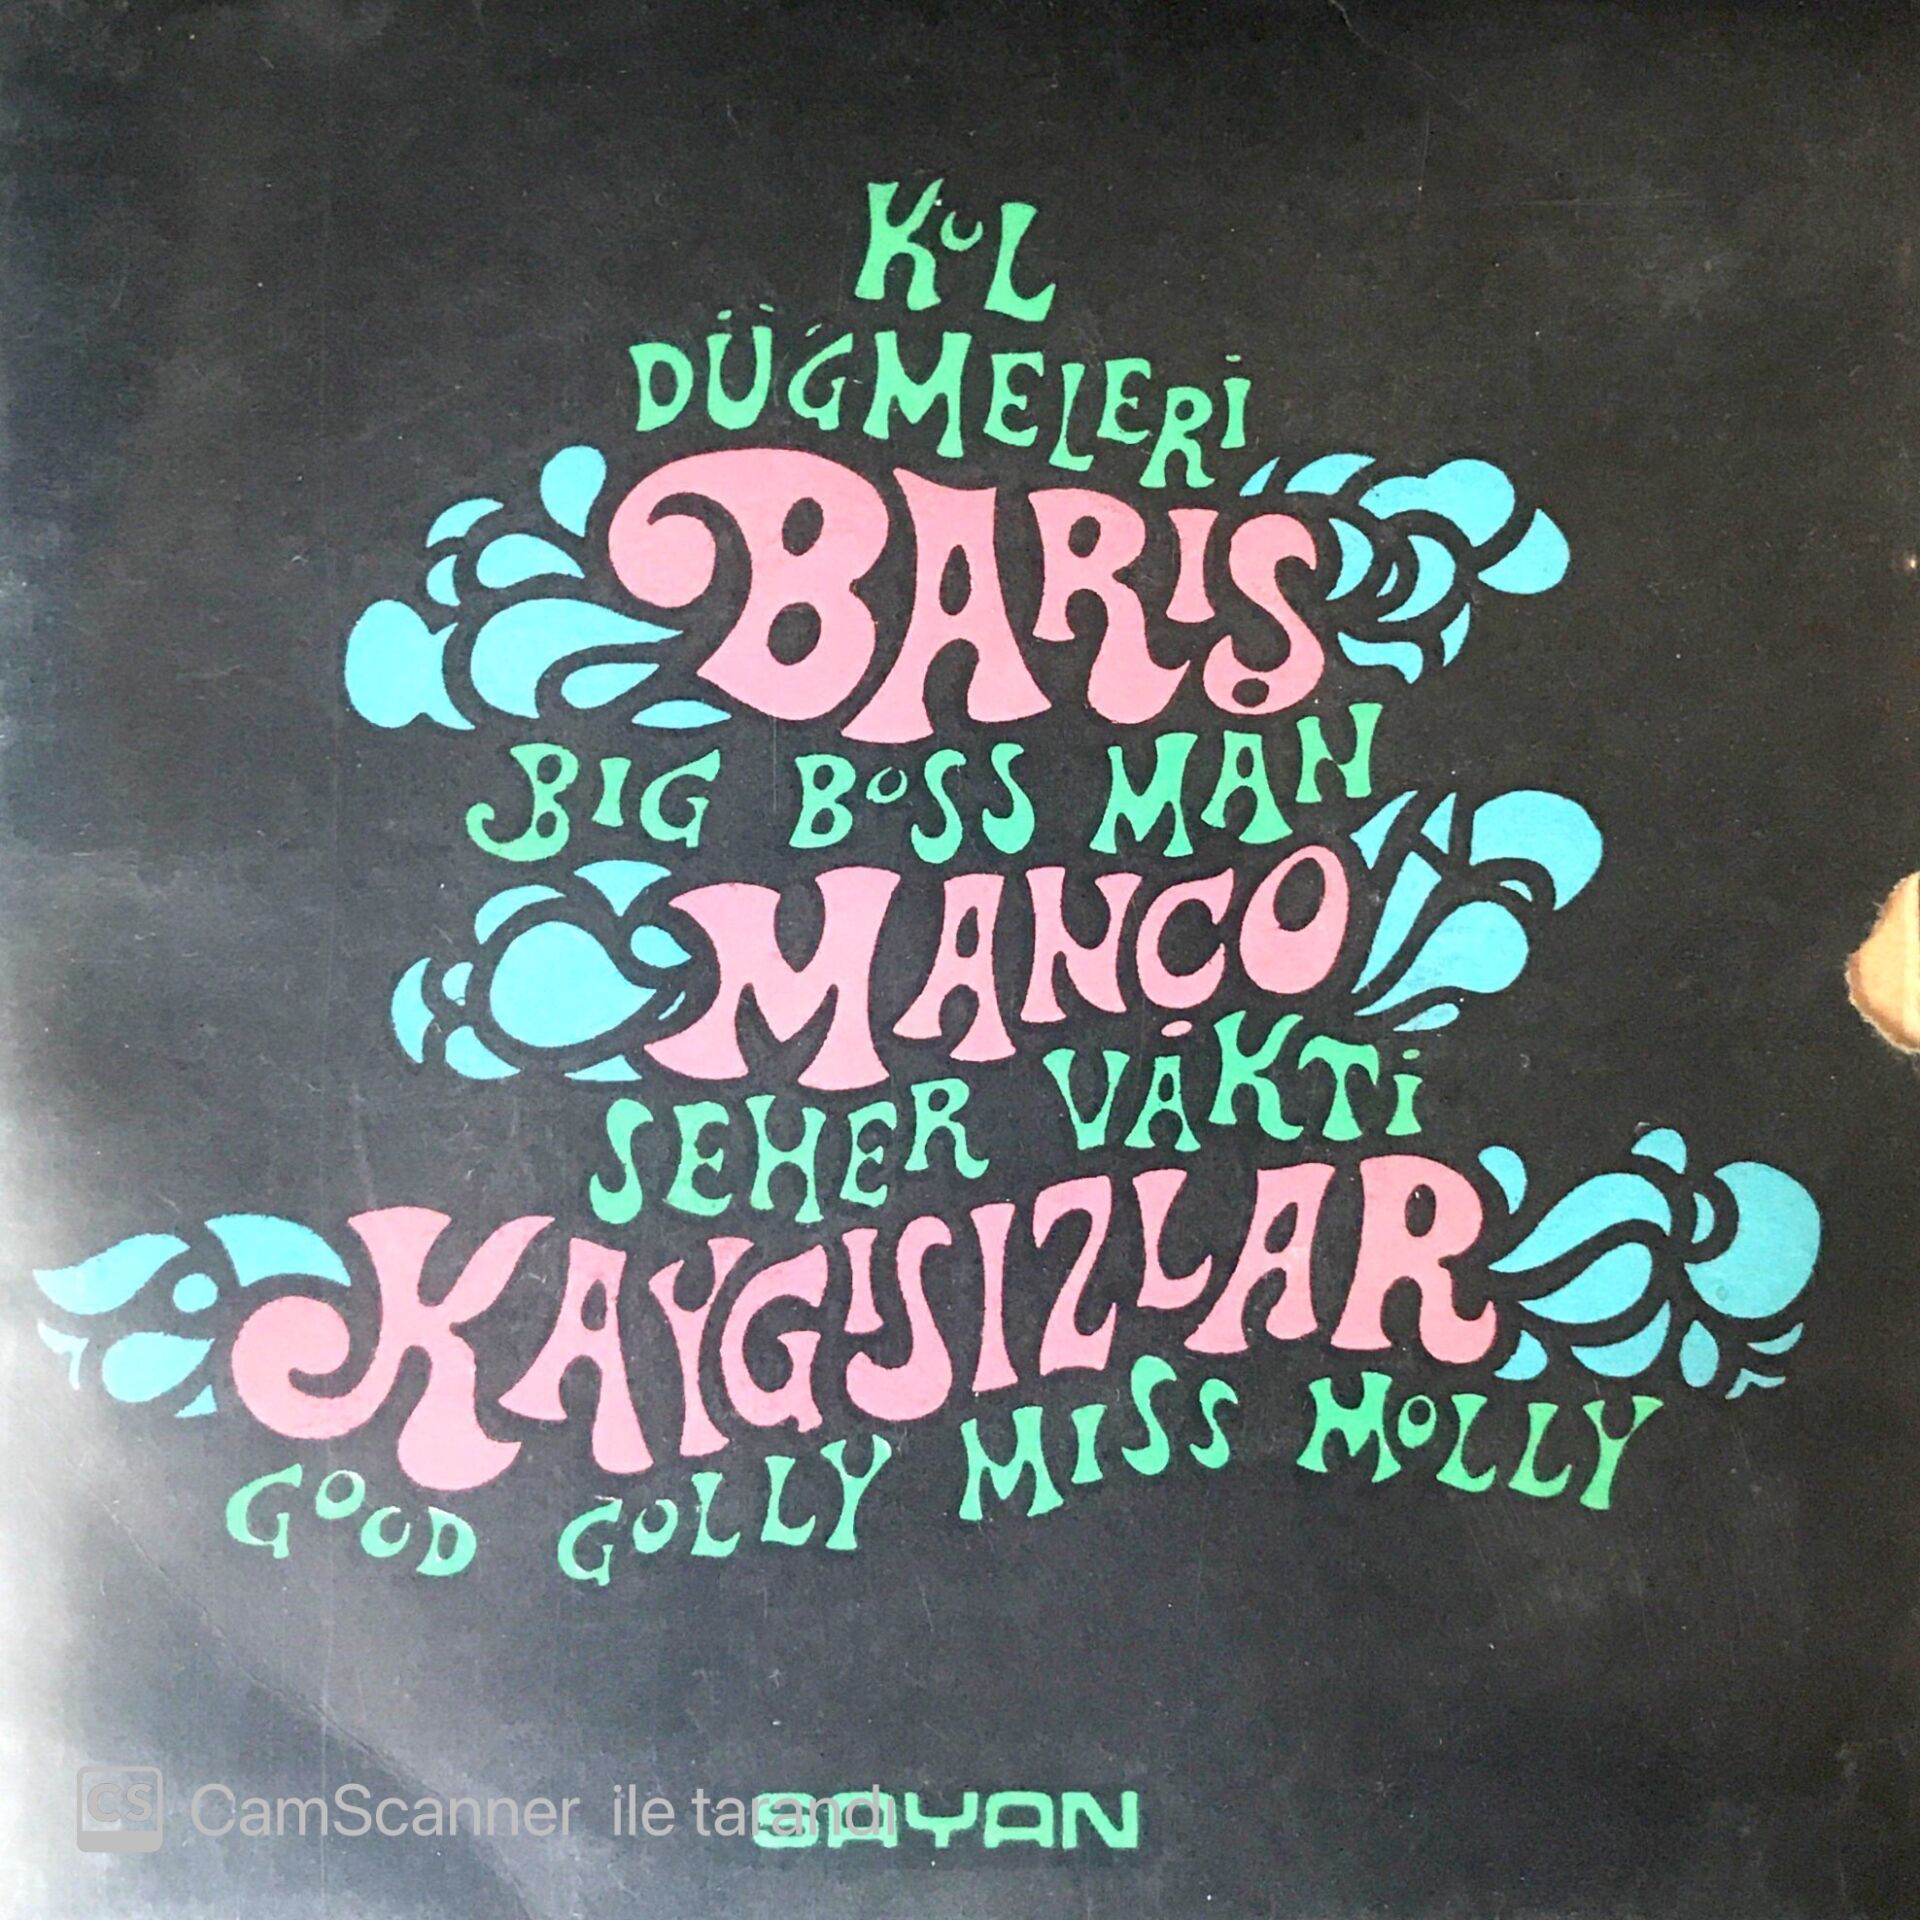 KOL
DÜĞMELERİ
BARIŞ
BIG BOSS MAN
MANÇO
SEHER VAKTİ
KAYGISIZLAR
GOOD GOLLY MISS MOLLY
SAYAN
CS CamScanner ile tarandı